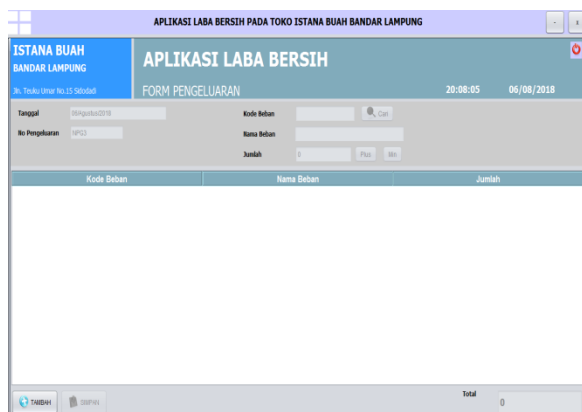 APLIKASI LABA BERSIH PADA TOKO ISTANA BUAH BANDAR LAMPUNG
- x
ISTANA BUAH
BANDAR LAMPUNG
Jln. Teuku Umar No.15 Sidodadi
APLIKASI LABA BERSIH
FORM PENGELUARAN
20:08:05 06/08/2018
Tanggal 06/Agustus/2018
No Pengeluaran NPG3
Kode Beban Cari
Nama Beban
Jumlah 0 Plus Min
Kode Beban Nama Beban Jumlah
TAMBAH SIMPAN
Total 0